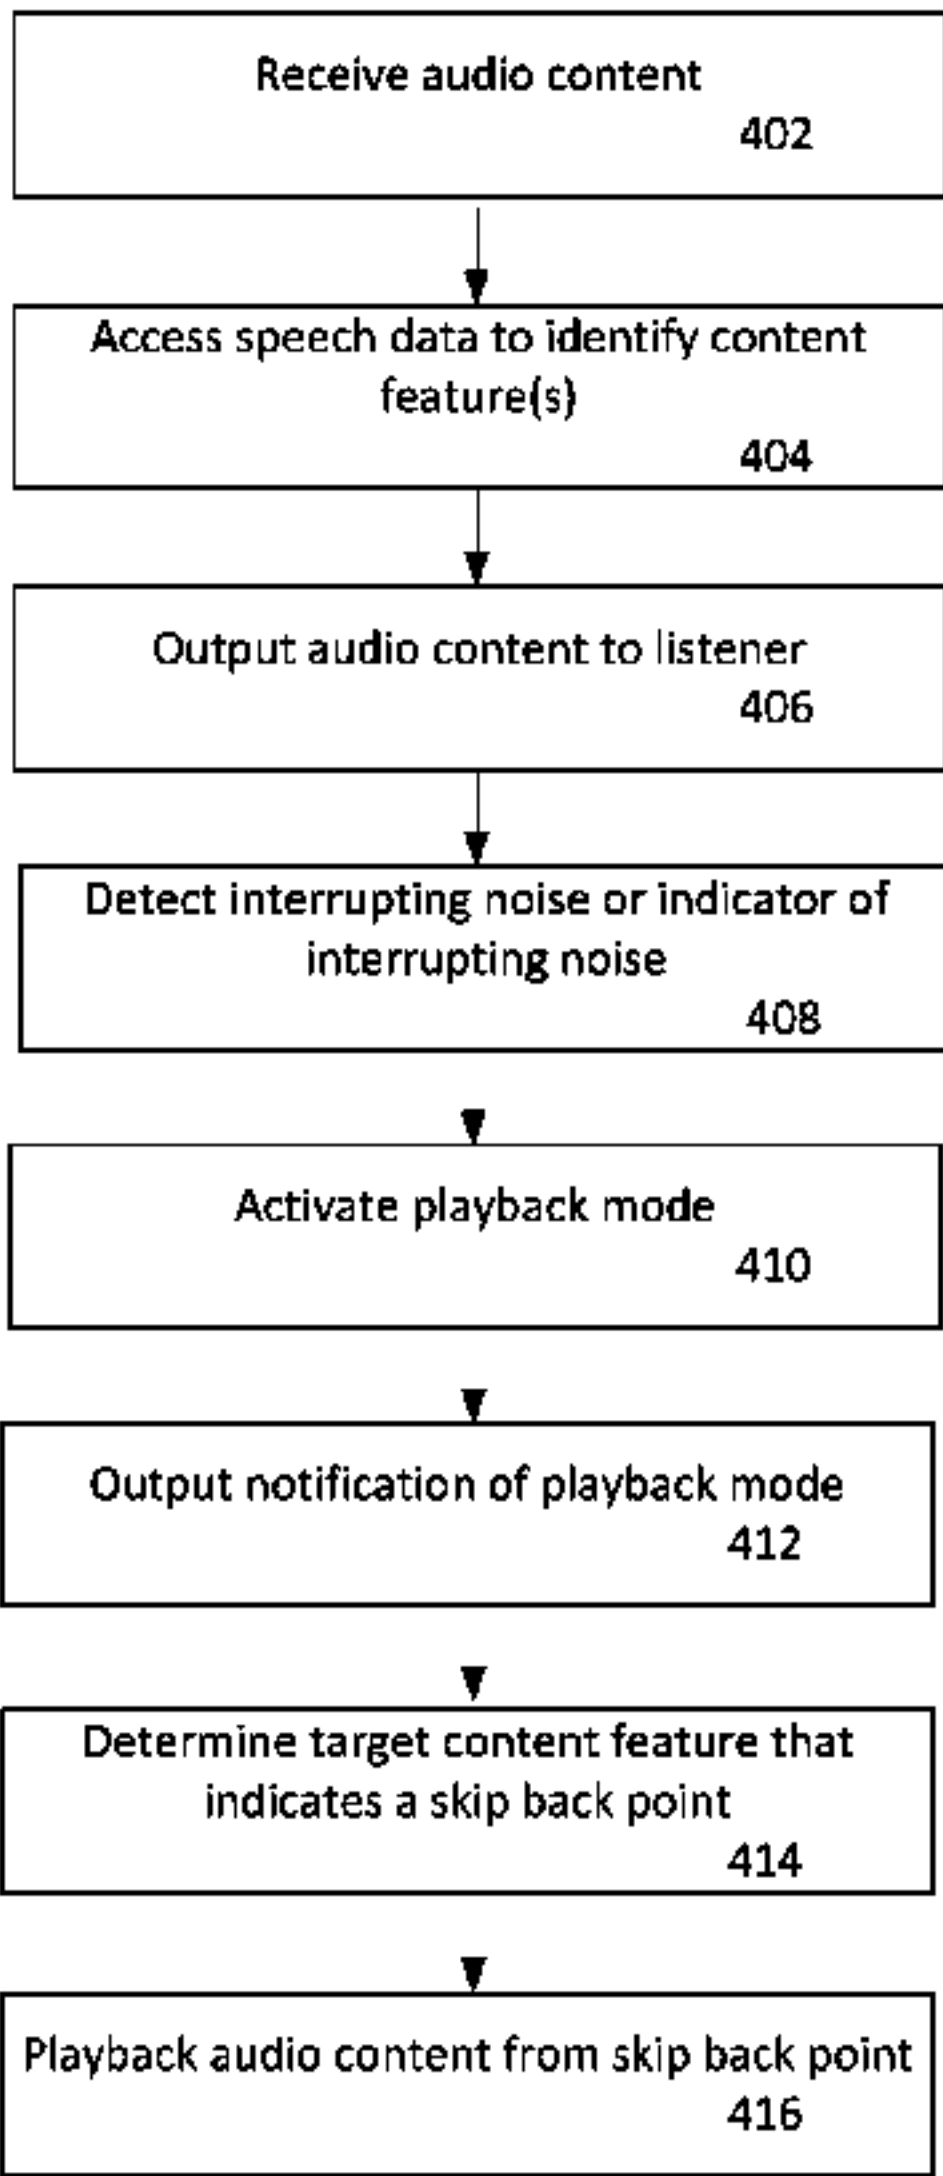 Receive audio content
402
Access speech data to identify content
feature(s)
404
Output audio content to listener
406
Detect interrupting noise or indicator of
interrupting noise
408
Activate playback mode
410
Output notification of playback mode
412
Determine target content feature that
indicates a skip back point
414
Playback audio content from skip back point
416